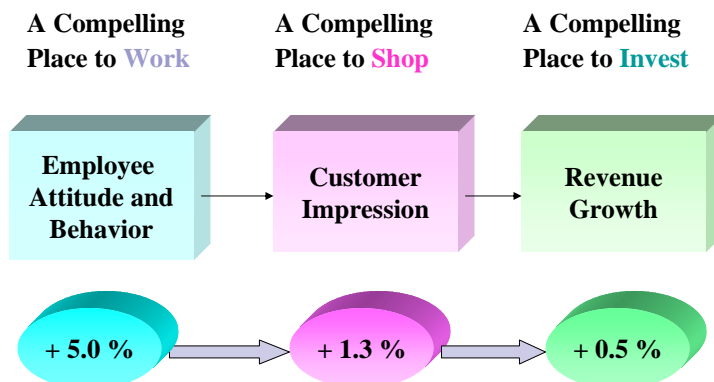 A Compelling
Place to Work
A Compelling
Place to Shop
A Compelling
Place to Invest
Employee
Attitude and
Behavior
Customer
Impression
Revenue
Growth
+ 5.0 %
+ 1.3 %
+ 0.5 %